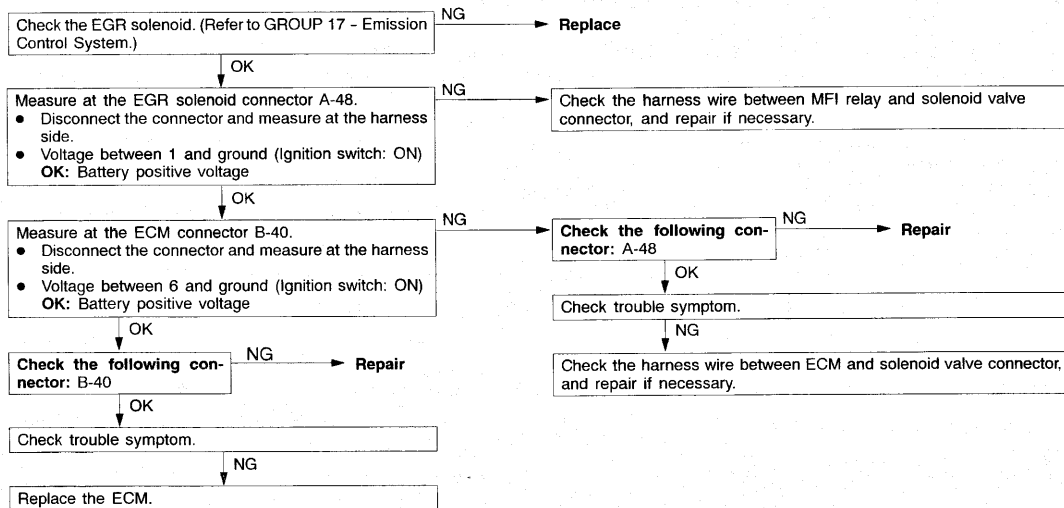 Check the EGR solenoid. (Refer to GROUP 17 – Emission
Control System.)
NG
Replace
OK
Measure at the EGR solenoid connector A-48.
● Disconnect the connector and measure at the harness
side.
● Voltage between 1 and ground (Ignition switch: ON)
OK: Battery positive voltage
NG
Check the harness wire between MFI relay and solenoid valve
connector, and repair if necessary.
OK
Measure at the ECM connector B-40.
● Disconnect the connector and measure at the harness
side.
● Voltage between 6 and ground (Ignition switch: ON)
OK: Battery positive voltage
NG
Check the following con-
nector: A-48
NG
Repair
OK
Check trouble symptom.
NG
Check the harness wire between ECM and solenoid valve connector,
and repair if necessary.
OK
Check the following con-
nector: B-40
NG
Repair
OK
Check trouble symptom.
NG
Replace the ECM.